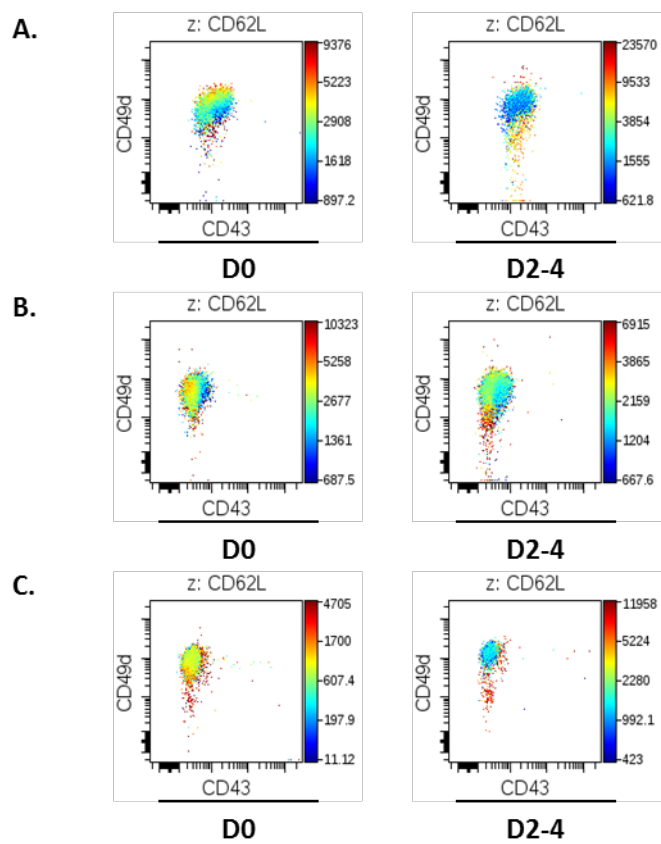 A.
z: CD62L
CD49d
9376
5223
2908
1618
897.2
CD43
D0
z: CD62L
CD49d
23570
9533
3854
1555
621.8
CD43
D2-4
B.
z: CD62L
CD49d
10323
5258
2677
1361
687.5
CD43
D0
z: CD62L
CD49d
6915
3865
2159
1204
667.6
CD43
D2-4
C.
z: CD62L
CD49d
4705
1700
607.4
197.9
11.12
CD43
D0
z: CD62L
CD49d
11958
5224
2280
992.1
423
CD43
D2-4